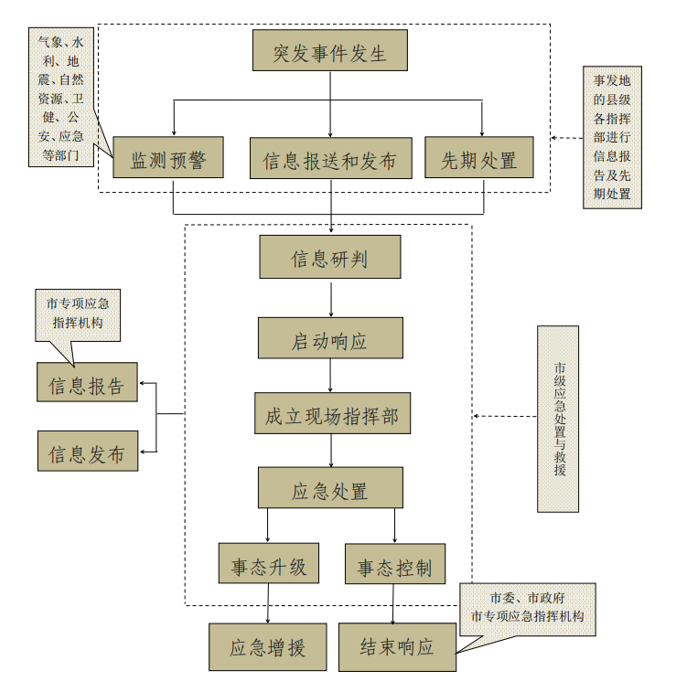 突发事件发生
气象、水
利、地
震、自然
资源、卫
健、公
安、应急
等部门
监测预警
信息报送和发布
先期处置
事发地
的县级
各指挥
部进行
信息报
告及先
期处置
信息研判
市专项应急
指挥机构
启动响应
信息报告
成立现场指挥部
信息发布
市级应急处置与救援
应急处置
事态升级
事态控制
市委、市政府
市专项应急指挥机构
应急增援
结束响应